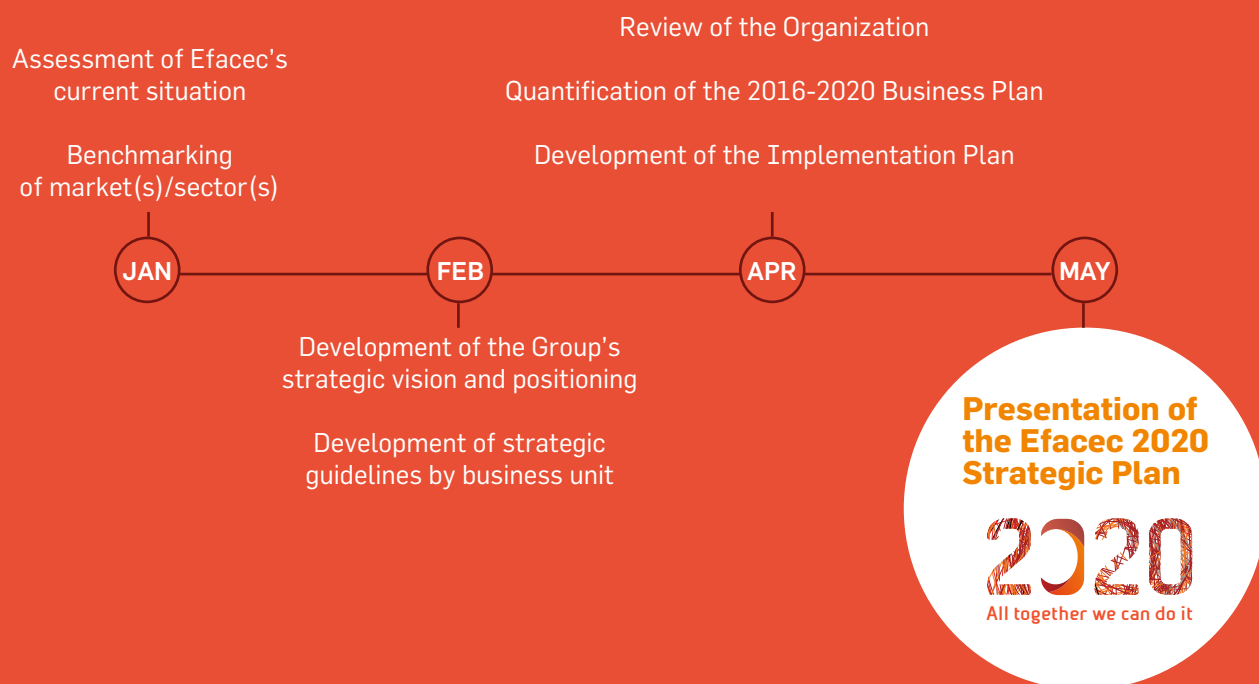 Assessment of Efacec's
current situation
Benchmarking
of market(s)/sector(s)
JAN
FEB
Development of the Group's
strategic vision and positioning
Development of strategic
guidelines by business unit
Review of the Organization
Quantification of the 2016-2020 Business Plan
Development of the Implementation Plan
APR
MAY
Presentation of
the Efacec 2020
Strategic Plan
2020
All together we can do it